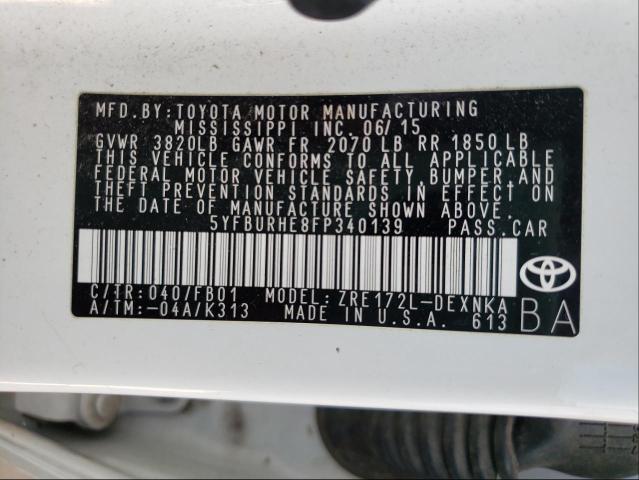 MFD.BY:TOYOTA MOTOR MANUFACTURING
MISSISSIPPI INC. 06/15
GVWR 3820LB GAWR FR 2070 LB RR 1850 LB
THIS VEHICLE CONFORMS TO ALL APPLICABLE
FEDERAL MOTOR VEHICLE SAFETY, BUMPER, AND
THEFT PREVENTION STANDARDS IN EFFECT ON
THE DATE OF MANUFACTURE SHOWN ABOVE.
5YFBURHE8FP340139 PASS.CAR
C/TR: 040/FB01 MODEL: ZRE172L-DEXNKA
A/TM:-04A/K313 MADE IN U.S.A. 613
BA